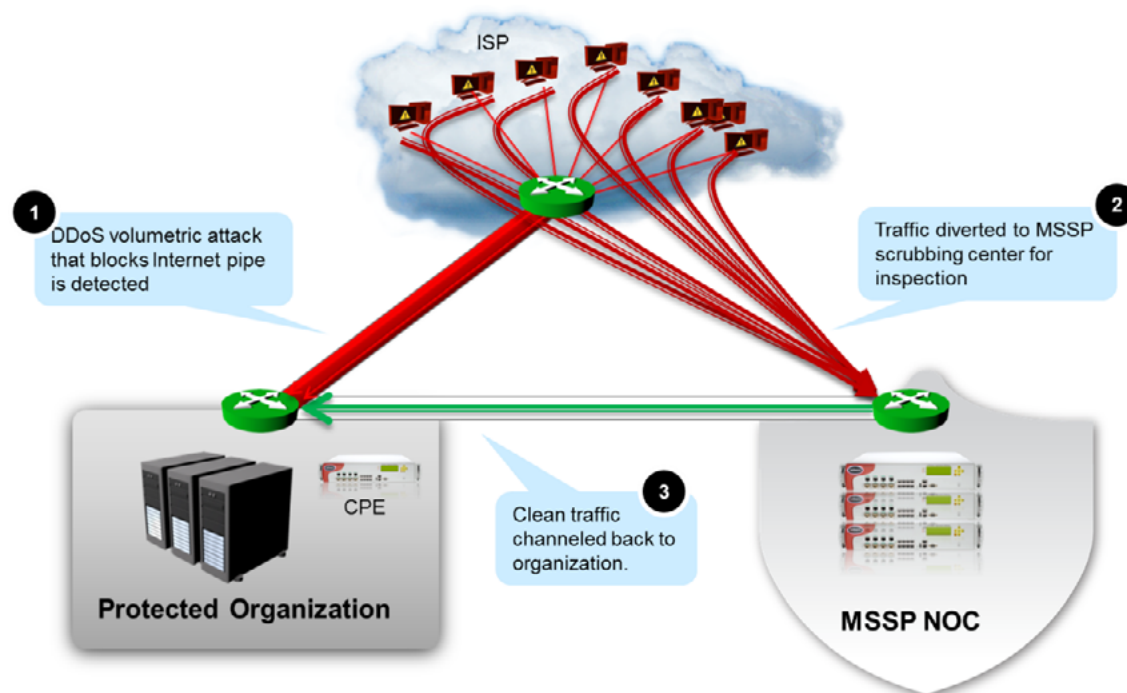 ISP
1
DDoS volumetric attack
that blocks Internet pipe
is detected
2
Traffic diverted to MSSP
scrubbing center for
inspection
CPE
3
Clean traffic
channeled back to
organization.
Protected Organization
MSSP NOC